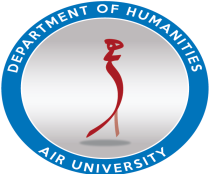 DEPARTMENT OF HUMANITIES
AIR UNIVERSITY